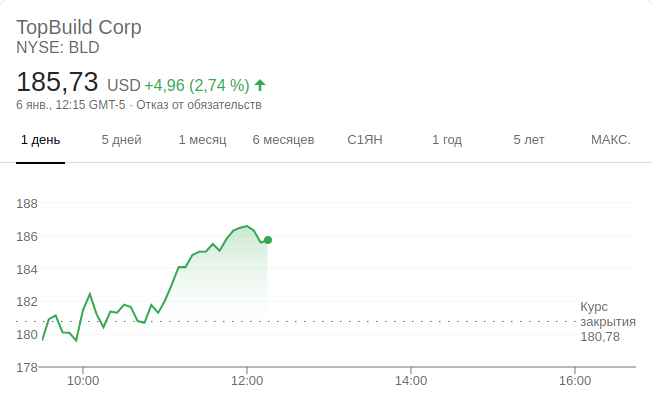 TopBuild Corp
NYSE: BLD
185,73 USD +4,96 (2,74 %)
6 янв., 12:15 GMT-5 · Отказ от обязательств
1 день 5 дней 1 месяц 6 месяцев С1ЯН 1 год 5 лет МАКС.
188
186
184
182
180
178
Курс
закрытия
180,78
10:00 12:00 14:00 16:00